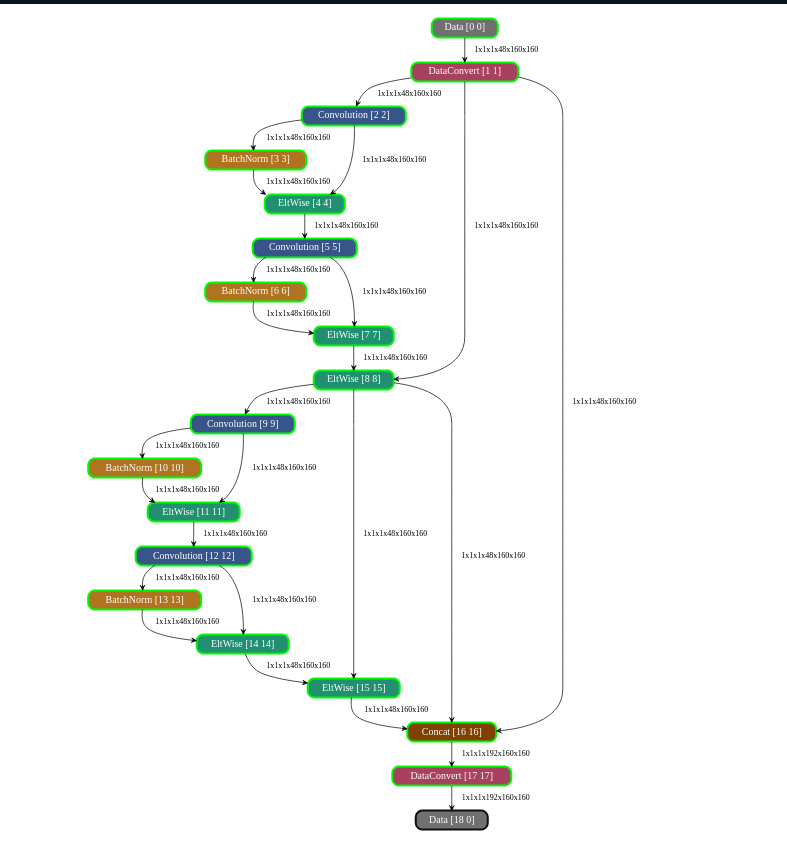 Data [0 0]
1x1x1x48x160x160
DataConvert [1 1]
1x1x1x48x160x160
Convolution [2 2]
1x1x1x48x160x160
BatchNorm [3 3]
1x1x1x48x160x160
1x1x1x48x160x160
EltWise [4 4]
1x1x1x48x160x160
1x1x1x48x160x160
Convolution [5 5]
1x1x1x48x160x160
BatchNorm [6 6]
1x1x1x48x160x160
1x1x1x48x160x160
EltWise [7 7]
1x1x1x48x160x160
EltWise [8 8]
1x1x1x48x160x160
1x1x1x48x160x160
Convolution [9 9]
1x1x1x48x160x160
BatchNorm [10 10]
1x1x1x48x160x160
1x1x1x48x160x160
EltWise [11 11]
1x1x1x48x160x160
1x1x1x48x160x160
Convolution [12 12]
1x1x1x48x160x160
1x1x1x48x160x160
BatchNorm [13 13]
1x1x1x48x160x160
1x1x1x48x160x160
EltWise [14 14]
1x1x1x48x160x160
EltWise [15 15]
1x1x1x48x160x160
Concat [16 16]
1x1x1x192x160x160
DataConvert [17 17]
1x1x1x192x160x160
Data [18 0]